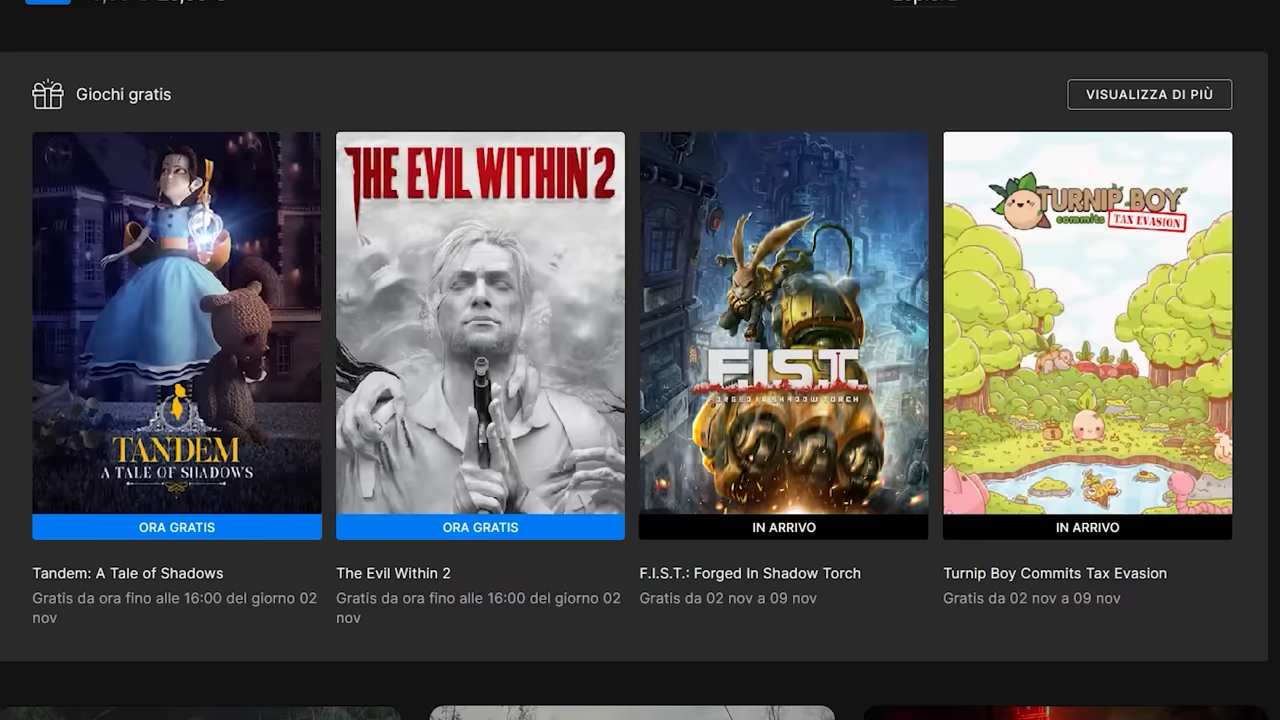 Giochi gratis
VISUALIZZA DI PIÙ
TANDEM
A TALE OF SHADOWS
THE EVIL WITHIN 2
F.I.S.T.
FORGED IN SHADOW TORCH
TURNIP BOY
commits TAX EVASION
ORA GRATIS
ORA GRATIS
IN ARRIVO
IN ARRIVO
Tandem: A Tale of Shadows
Gratis da ora fino alle 16:00 del giorno 02
nov
The Evil Within 2
Gratis da ora fino alle 16:00 del giorno 02
nov
F.I.S.T.: Forged In Shadow Torch
Gratis da 02 nov a 09 nov
Turnip Boy Commits Tax Evasion
Gratis da 02 nov a 09 nov